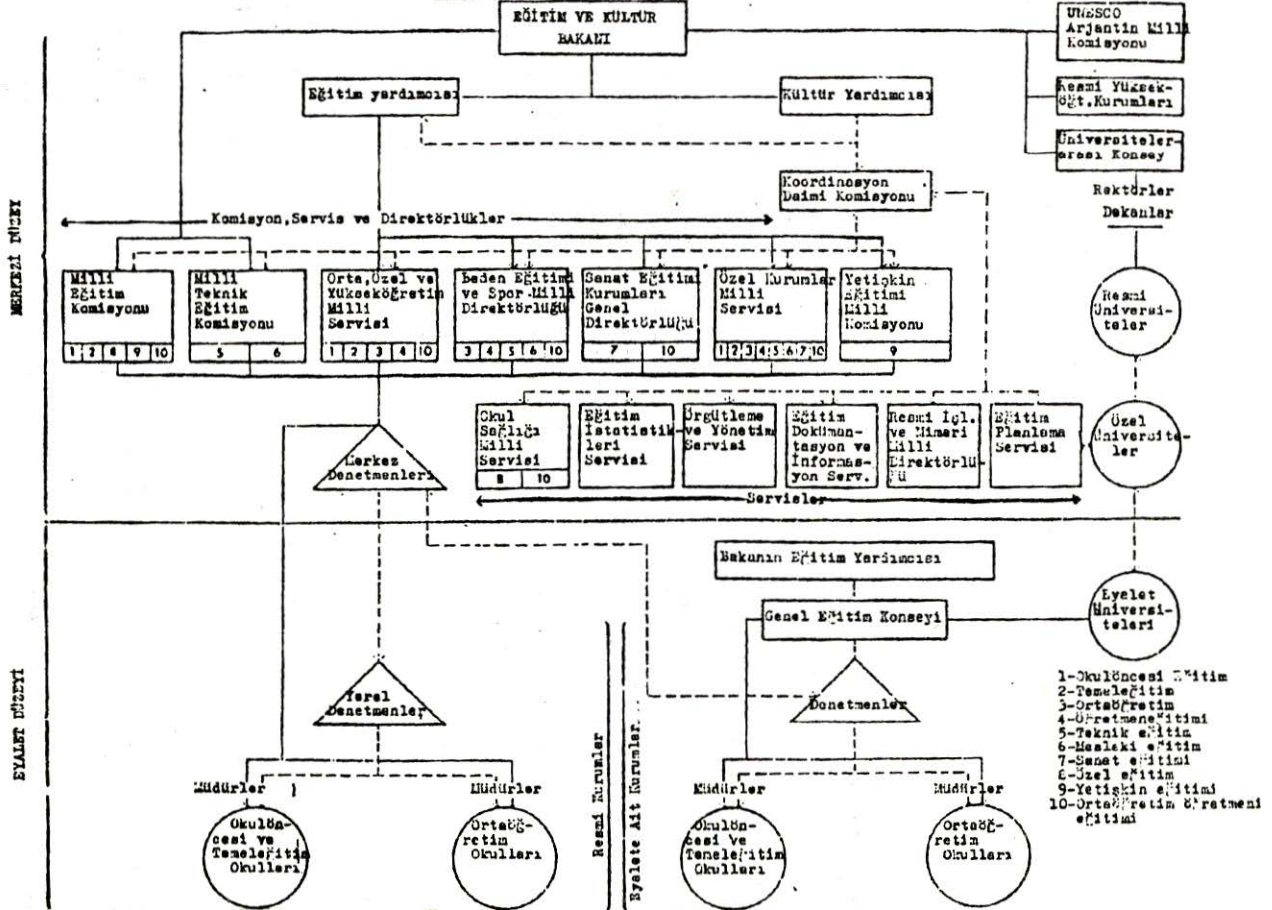 EĞİTİM VE KÜLTÜR
BAKANI
UNESCO
Arjantin Milli
Komisyonu
Eğitim yardımcısı
Kültür Yardımcısı
Resmi Yüksek-
Öğt.Kurumları
Üniversiteler-
arası Konsey
Koordinasyon
Daimi Komisyonu
Rektörler
Dekanlar
MERKEZİ DÜZEY
Komisyon,Servis ve Direktörlükler
Milli
Eğitim
Komisyonu
1 2 8 9 10
Milli
Teknik
Eğitim
Komisyonu
5 6
Orta,Özel ve
Yükseköğretim
Milli
Servisi
1 2 3 4 10
Beden Eğitimi
ve Spor Milli
Direktörlüğü
3 4 5 6 10
Sanat Eğitimi
Kurumları
Genel
Direktörlüğü
7 10
Özel Kurumlar
Milli
Servisi
1 2 3 4 5 6 7 10
Yetişkin
Eğitimi
Milli
Komisyonu
9
Resmi
Üniversi-
teler
Okul
Sağlığı
Milli
Servisi
8 10
Eğitim
İstatistik-
leri
Servisi
Örgütleme
ve Yönetim
Servisi
Eğitim
Doküman-
tasyon ve
İnformas-
yon Serv.
Resmi İşl.
ve Mimari
Milli
Direktörlü-
ğü
Eğitim
Planlama
Servisi
Özel
Üniversite-
ler
Merkez
Denetmenleri
Servisler
EYALET DÜZEYİ
Bakanın Eğitim Yardımcısı
Genel Eğitim Konseyi
Eyalet
Üniversi-
teleri
Yerel
Denetmenler
Denetmenler
Resmi Kurumlar
Eyalete Ait Kurumlar
1-Okulöncesi Eğitim
2-Temeleğitim
3-Ortaöğretim
4-Öğretmeneğitimi
5-Teknik eğitim
6-Mesleki eğitim
7-Sanat eğitimi
8-Özel eğitim
9-Yetişkin eğitimi
10-Ortaöğretim öğretmeni
eğitimi
Müdürler
Müdürler
Müdürler
Müdürler
Okulön-
cesi ve
Temeleğitim
Okulları
Ortaöğ-
retim
Okulları
Okulön-
cesi ve
Temeleğitim
Okulları
Ortaöğ-
retim
Okulları